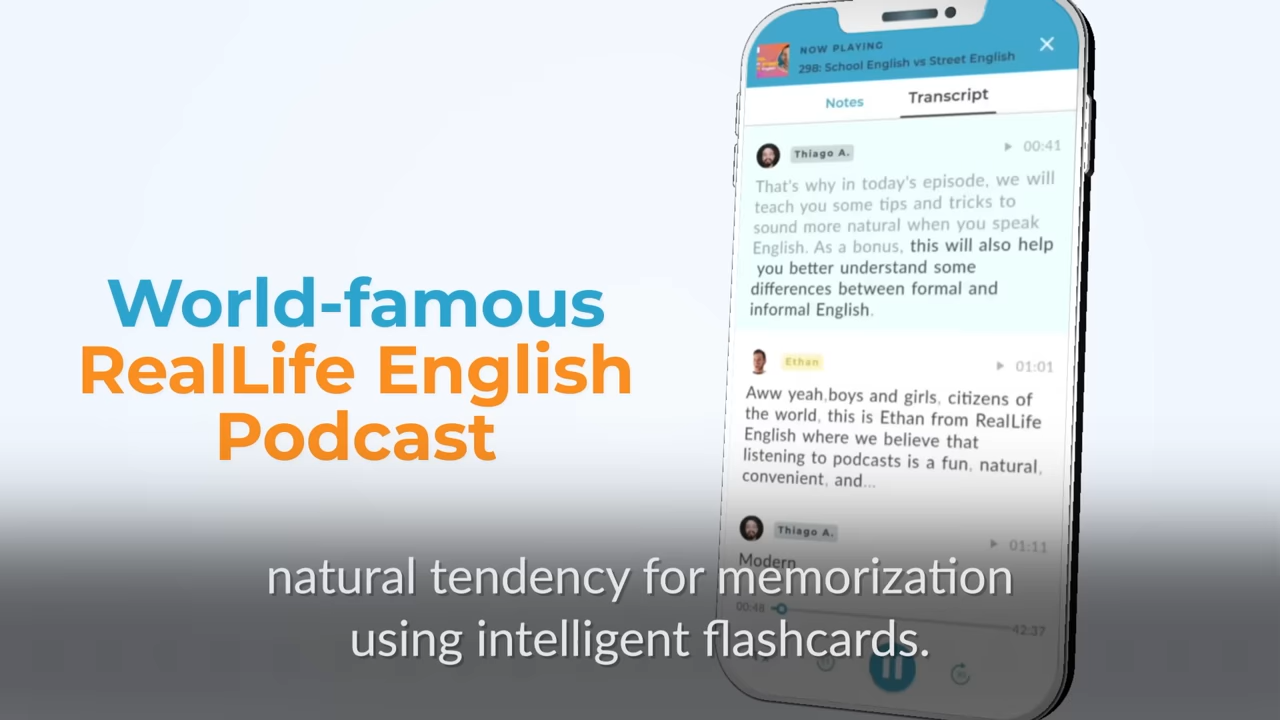 World-famous
RealLife English
Podcast
NOW PLAYING
298: School English vs Street English
Notes
Transcript
Thiago A.
00:41
That's why in today's episode, we will
teach you some tips and tricks to
sound more natural when you speak
English. As a bonus, this will also help
you better understand some
differences between formal and
informal English.
Ethan
01:01
Aww yeah,boys and girls, citizens of
the world, this is Ethan from RealLife
English where we believe that
listening to podcasts is a fun, natural,
convenient, and...
Thiago A.
01:11
Modern
00:48
42:37
natural tendency for memorization
using intelligent flashcards.